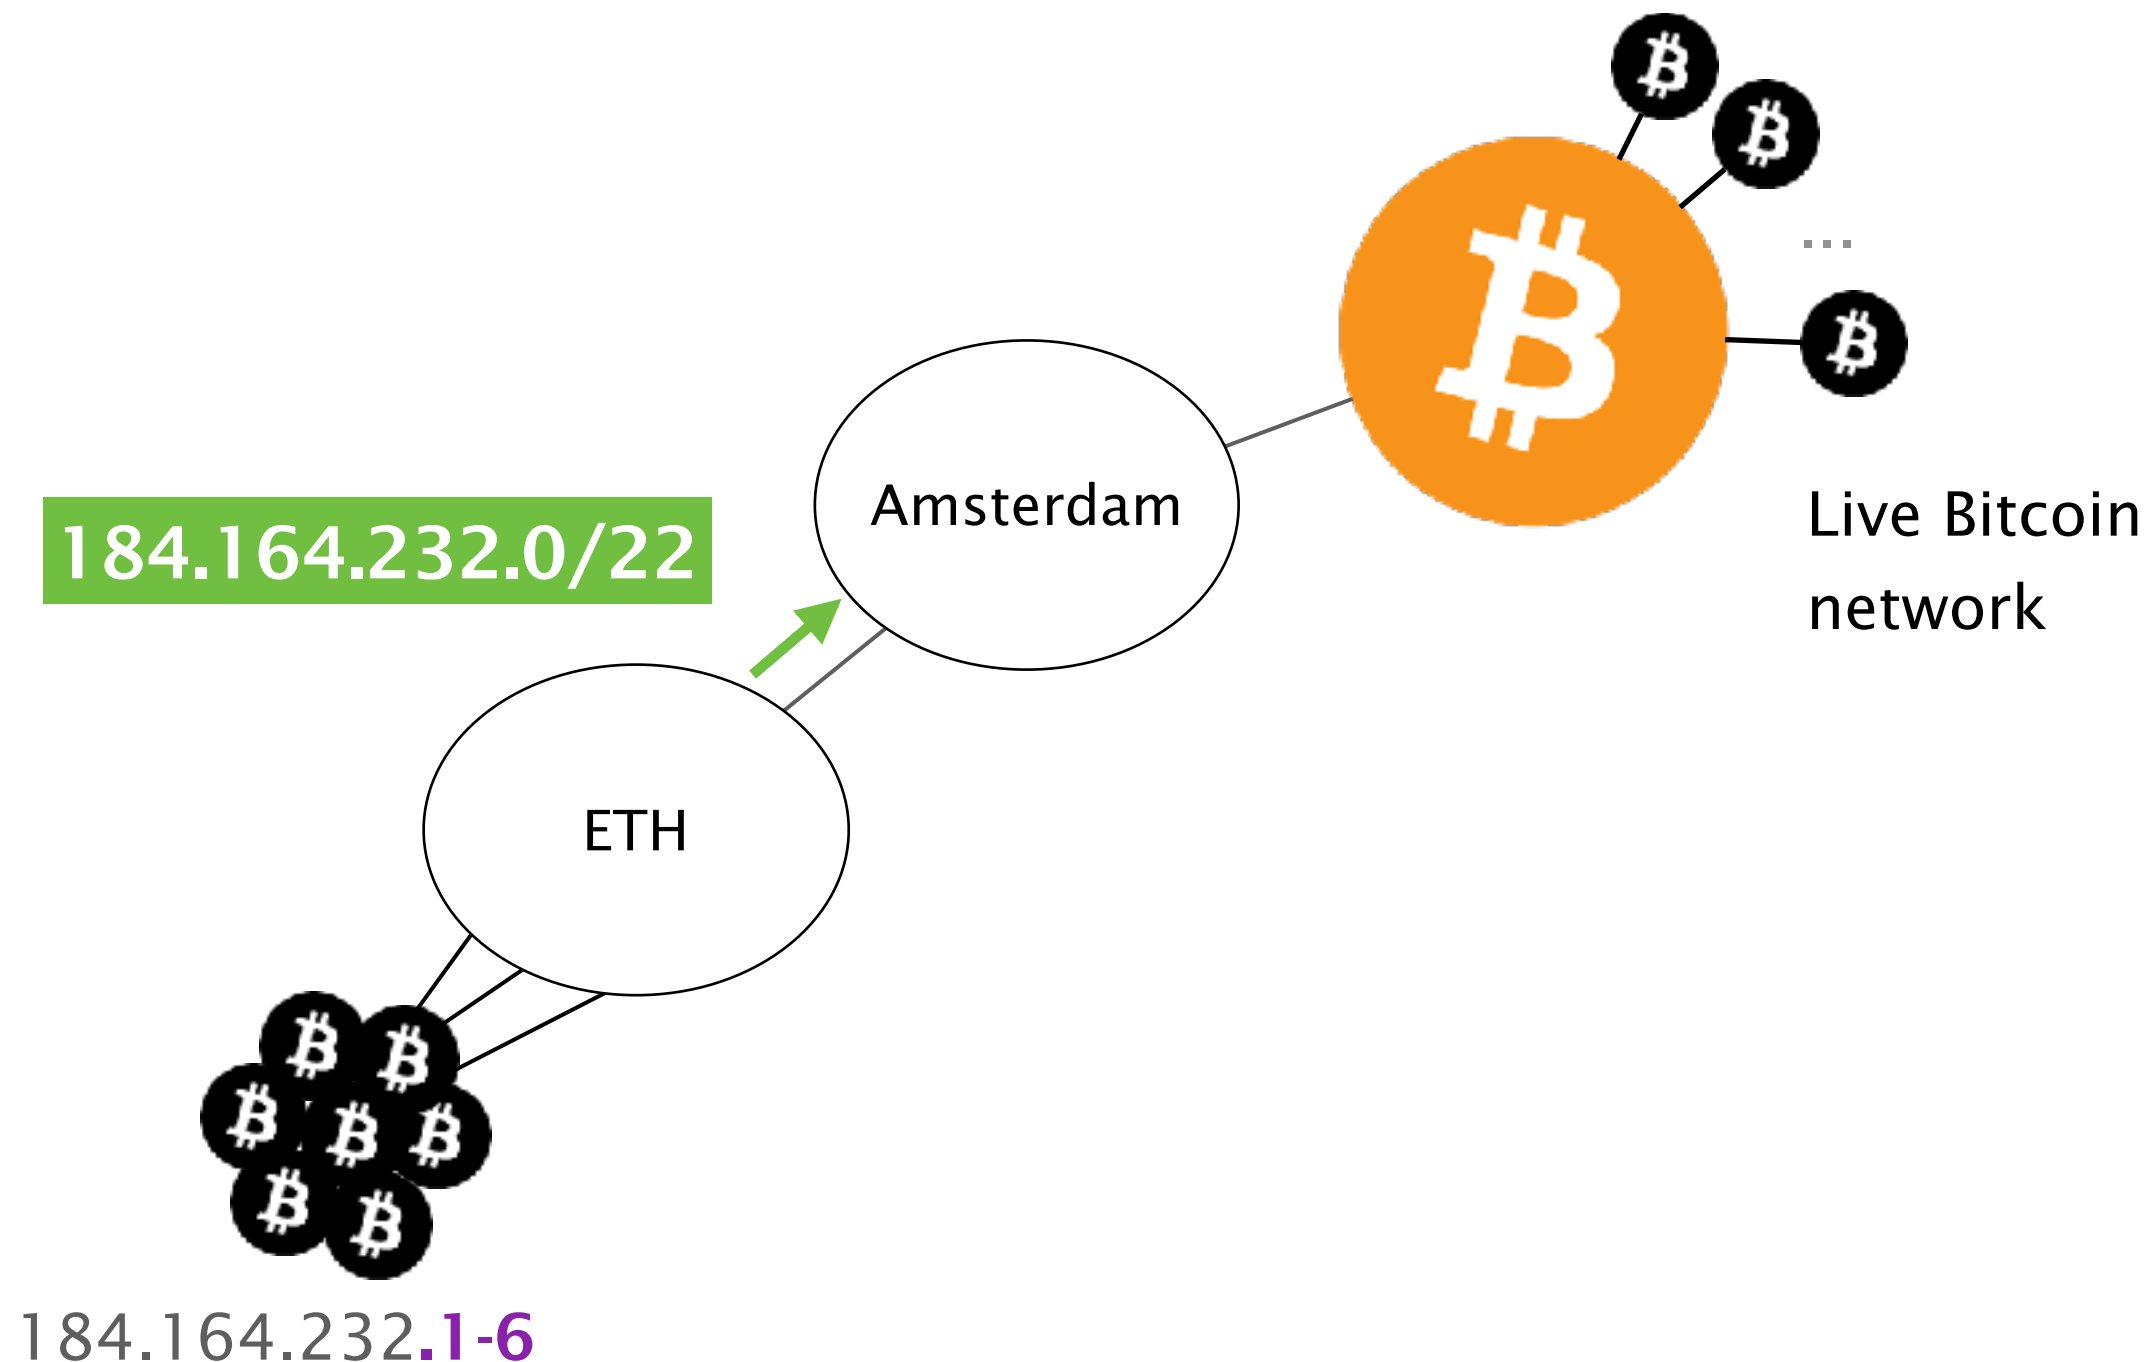 ...
184.164.232.0/22
Amsterdam
Live Bitcoin
network
ETH
184.164.232.1-6